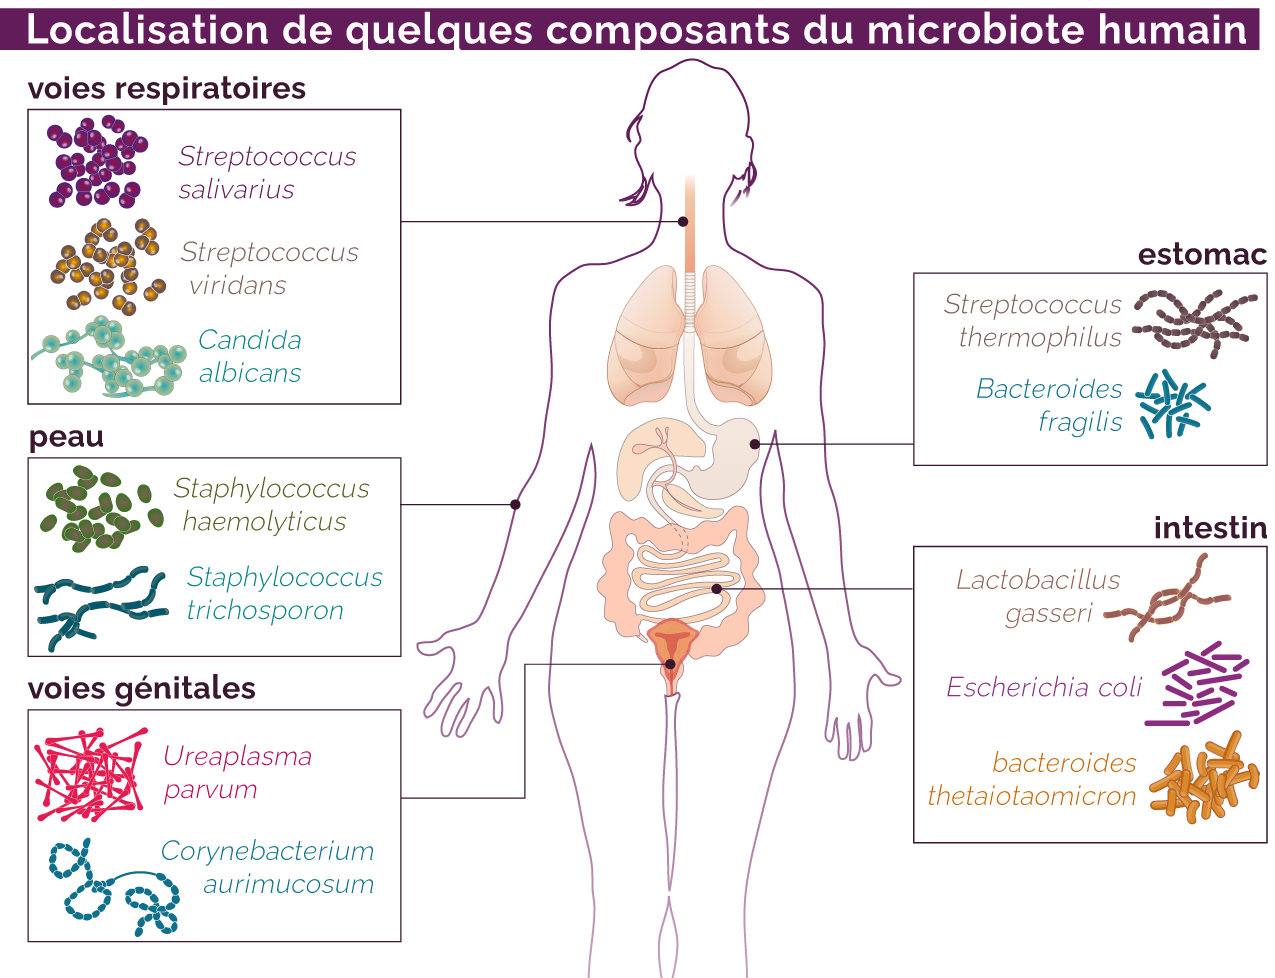 Localisation de quelques composants du microbiote humain
voies respiratoires
Streptococcus
salivarius
Streptococcus
viridans
Candida
albicans
peau
Staphylococcus
haemolyticus
Staphylococcus
trichosporon
voies génitales
Ureaplasma
parvum
Corynebacterium
aurimucosum
estomac
Streptococcus
thermophilus
Bacteroides
fragilis
intestin
Lactobacillus
gasseri
Escherichia coli
bacteroides
thetaiotaomicron